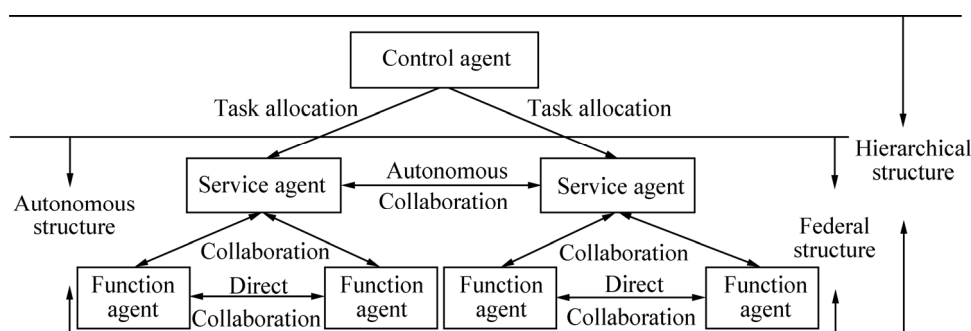 Control agent
Task allocation
Task allocation
Hierarchical
structure
Autonomous
structure
Service agent
Autonomous
Collaboration
Service agent
Federal
structure
Collaboration
Collaboration
Function
agent
Direct
Collaboration
Function
agent
Function
agent
Direct
Collaboration
Function
agent